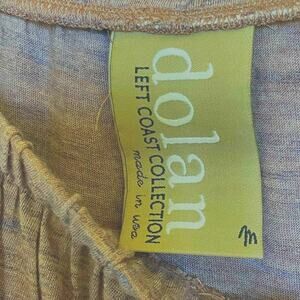 dolan
LEFT COAST COLLECTION
made in usa
M